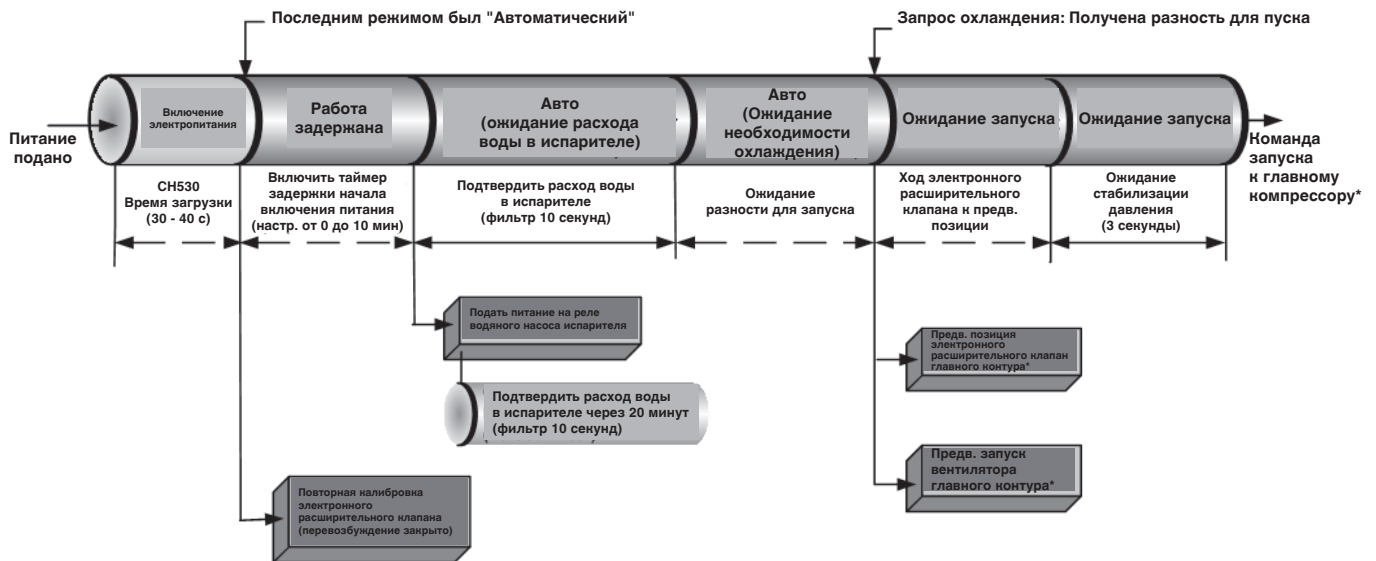 Последним режимом был "Автоматический"
Запрос охлаждения: Получена разность для пуска
Питание
подано
Включение
электропитания
Работа
задержана
Авто
(ожидание расхода
воды в испарителе)
Авто
(Ожидание
необходимости
охлаждения)
Ожидание запуска
Ожидание запуска
Команда
запуска
к главному
компрессору*
CH530
Время загрузки
(30 - 40 с)
Включить таймер
задержки начала
включения питания
(настр. от 0 до 10 мин)
Подтвердить расход воды
в испарителе
(фильтр 10 секунд)
Ожидание
разности для запуска
Ход электронного
расширительного
клапана к предв.
позиции
Ожидание
стабилизации
давления
(3 секунды)
Подать питание на реле
водяного насоса испарителя
Подтвердить расход воды
в испарителе через 20 минут
(фильтр 10 секунд)
Предв. позиция
электронного
расширительного клапан
главного контура*
Предв. запуск
вентилятора
главного контура*
Повторная калибровка
электронного
расширительного клапана
(перевозбуждение закрыто)